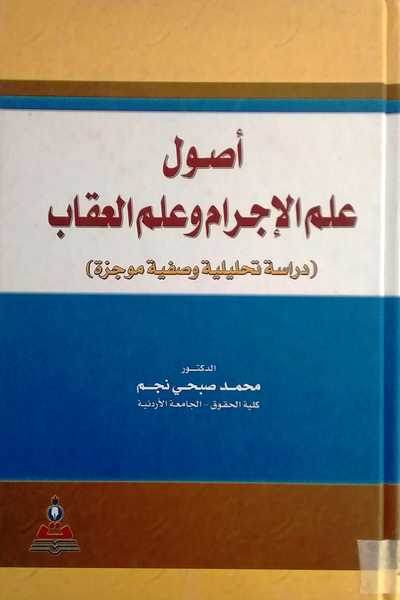 أصول
علم الإجرام وعلم العقاب
(دراسة تحليلية وصفية موجزة)
الدكتور
محمد صبحي نجم
كلية الحقوق - الجامعة الأردنية